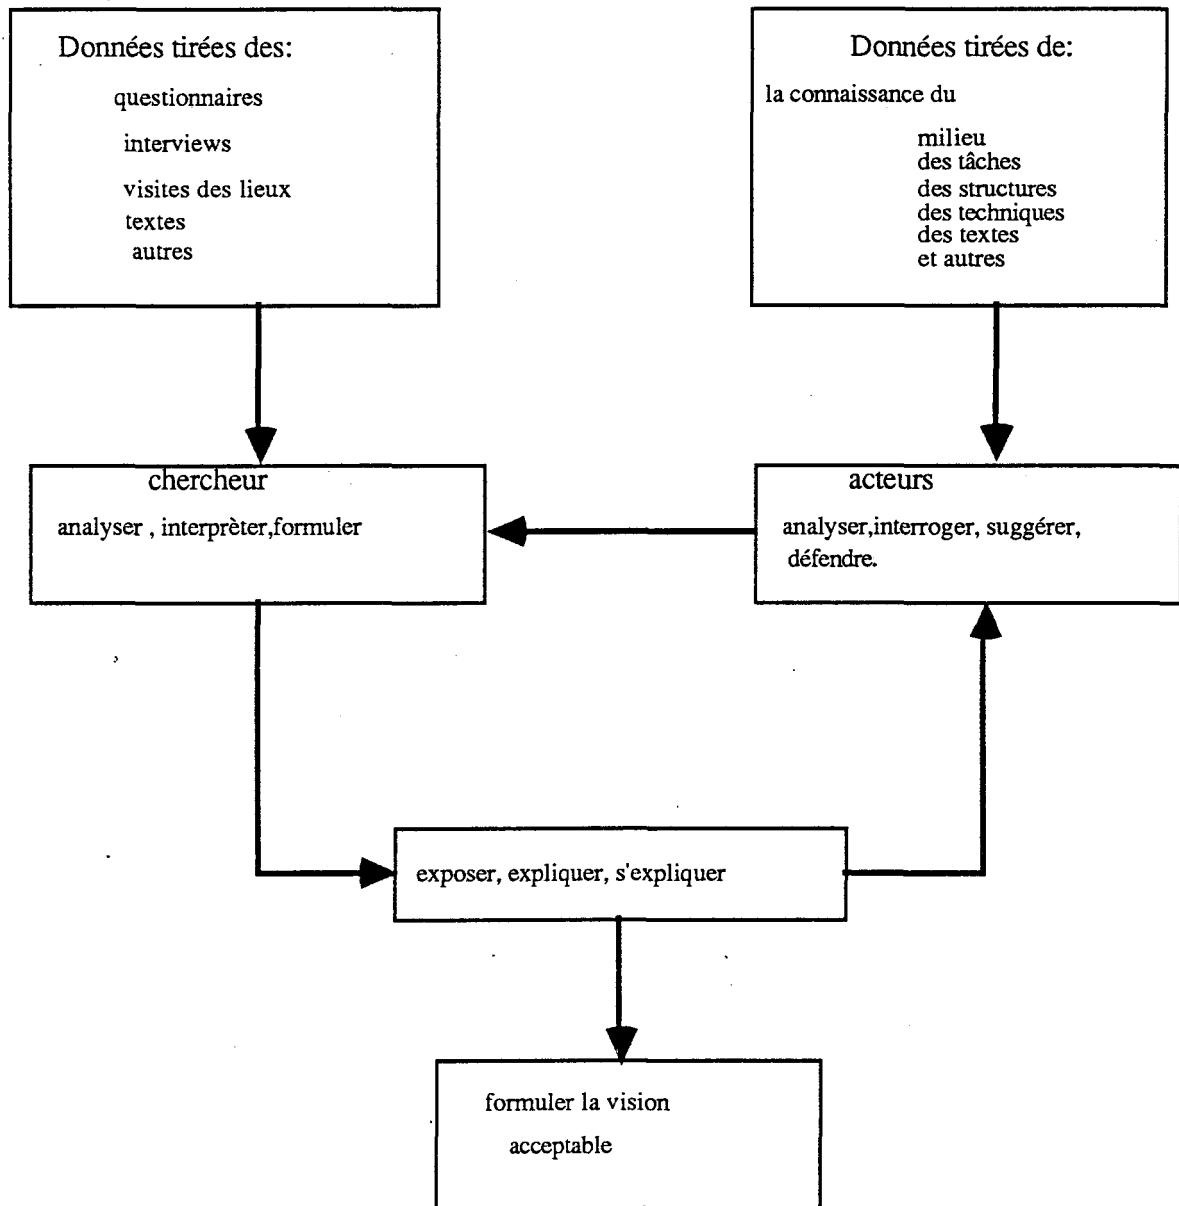 Données tirées des:
questionnaires
interviews
visites des lieux
textes
autres
Données tirées de:
la connaissance du
milieu
des tâches
des structures
des techniques
des textes
et autres
chercheur
analyser , interprèter,formuler
acteurs
analyser,interroger, suggérer,
défendre.
exposer, expliquer, s'expliquer
formuler la vision
acceptable